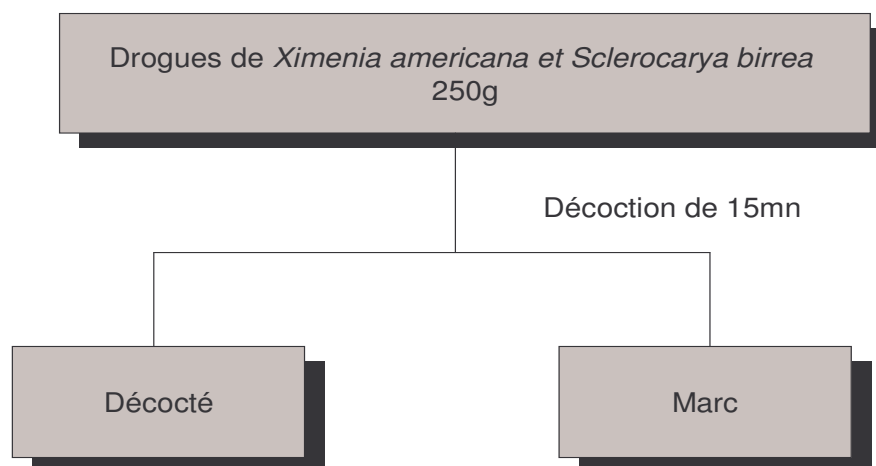 Drogues de Ximenia americana et Sclerocarya birrea
250g
Décoction de 15mn
Décocté
Marc